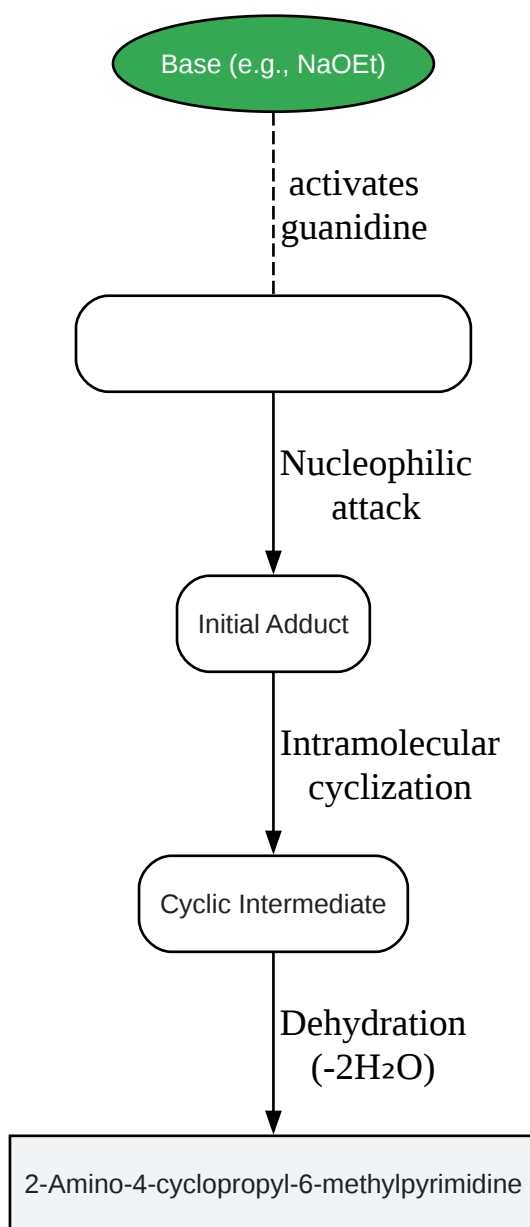 Base (e.g., NaOEt)
activates
guanidine
Nucleophilic
attack
Initial Adduct
Intramolecular
cyclization
Cyclic Intermediate
Dehydration
(-2H₂O)
2-Amino-4-cyclopropyl-6-methylpyrimidine